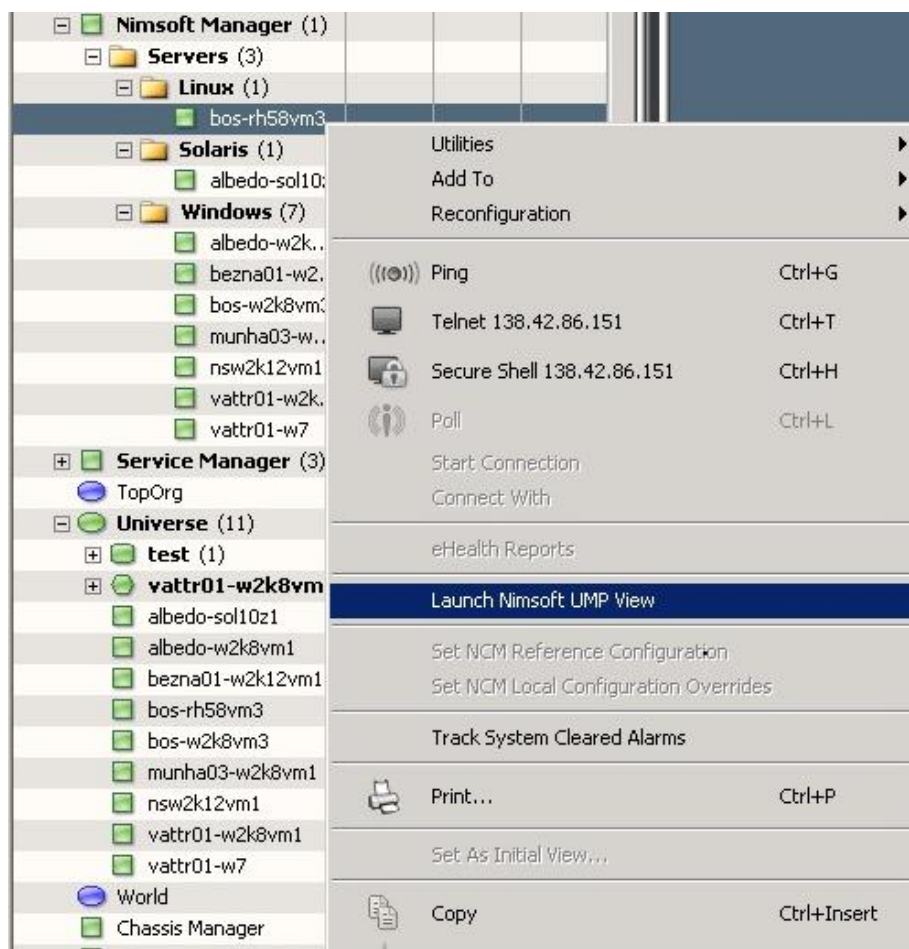 Nimsoft Manager (1)
Servers (3)
Linux (1)
bos-rh58vm3
Solaris (1)
albedo-sol10z
Windows (7)
albedo-w2k..
bezna01-w2.
bos-w2k8vm3
munha03-w..
nsw2k12vm1
vattr01-w2k.
vattr01-w7
Service Manager (3)
TopOrg
Universe (11)
test (1)
vattr01-w2k8vm
albedo-sol10z1
albedo-w2k8vm1
bezna01-w2k12vm1
bos-rh58vm3
bos-w2k8vm3
munha03-w2k8vm1
nsw2k12vm1
vattr01-w2k8vm1
vattr01-w7
World
Chassis Manager
Utilities
Add To
Reconfiguration
Ping Ctrl+G
Telnet 138.42.86.151 Ctrl+T
Secure Shell 138.42.86.151 Ctrl+H
Poll Ctrl+L
Start Connection
Connect With
eHealth Reports
Launch Nimsoft UMP View
Set NCM Reference Configuration
Set NCM Local Configuration Overrides
Track System Cleared Alarms
Print... Ctrl+P
Set As Initial View...
Copy Ctrl+Insert